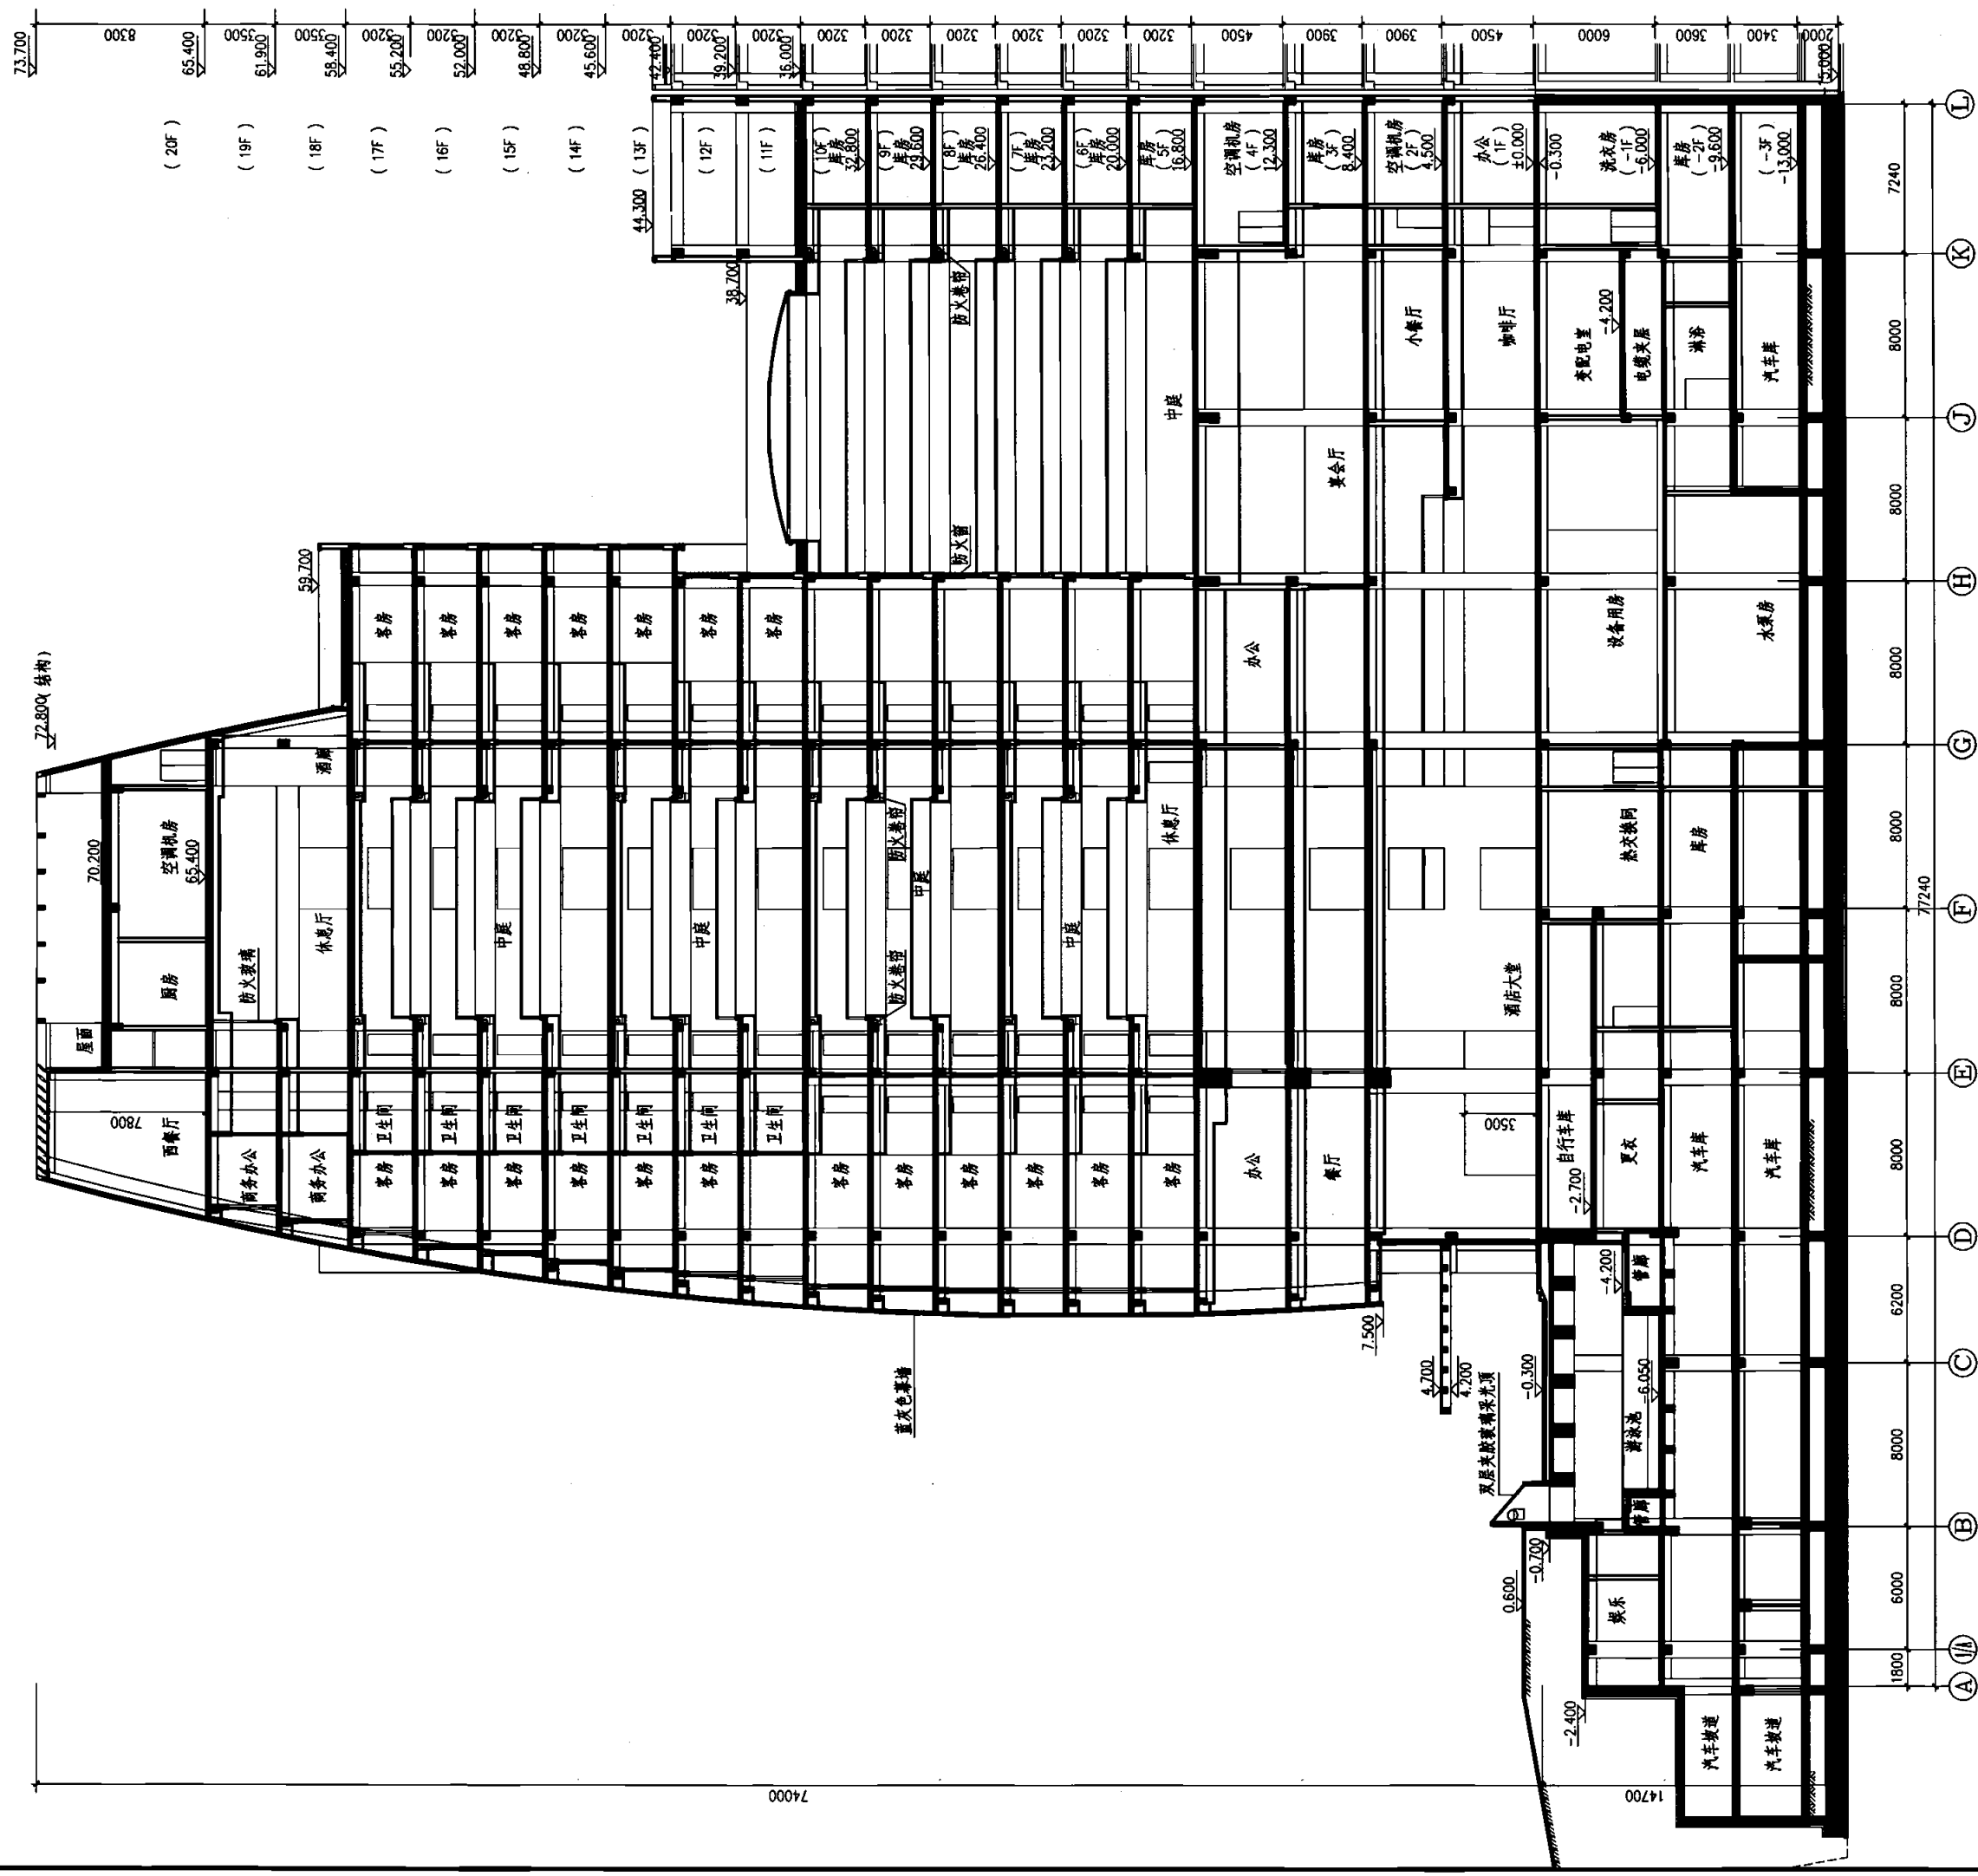 73.700
65.400
61.900
58.400
55.200
52.000
48.800
45.600
42.400
39.200
36.000
-15.000
8300
3500
3500
3200
3200
3200
3200
3200
3200
3200
3200
3200
3200
3200
3200
3200
4500
3900
3900
4500
6000
3600
3400
2000
( 20F )
( 19F )
( 18F )
( 17F )
( 16F )
( 15F )
( 14F )
( 13F )
( 12F )
( 11F )
( 10F )
库房
32.800
( 9F )
库房
29.600
( 8F )
库房
26.400
( 7F )
库房
23.200
( 6F )
库房
20.000
库房
( 5F )
16.800
空调机房
( 4F )
12.300
库房
( 3F )
8.400
空调机房
( 2F )
4.500
办公
( 1F )
±0.000
-0.300
洗衣房
( -1F )
-6.000
库房
( -2F )
-9.600
( -3F )
-13.000
44.300
38.700
防火卷帘
小餐厅
咖啡厅
变配电室
-4.200
电缆夹层
淋浴
汽车库
中庭
宴会厅
防火窗
59.700
客房
客房
客房
客房
客房
客房
客房
办公
设备用房
水泵房
72.800( 结构)
酒廊
70.200
空调机房
65.400
休息厅
防火卷帘
中庭
热交换间
库房
厨房
防火玻璃
休息厅
中庭
中庭
防火卷帘
中庭
酒店大堂
屋面
7800
西餐厅
商务办公
商务办公
卫生间
卫生间
卫生间
卫生间
卫生间
卫生间
卫生间
客房
客房
客房
客房
客房
客房
客房
客房
客房
客房
客房
客房
客房
办公
餐厅
3500
自行车库
-2.700
更衣
汽车库
汽车库
蓝灰色幕墙
7.500
4.700
4.200
-0.300
-4.200
管廊
双层夹胶玻璃采光顶
游泳池
-6.050
管廊
0.600
-0.700
娱乐
-2.400
汽车坡道
汽车坡道
74000
14700
7240
8000
8000
8000
8000
8000
8000
6200
8000
6000
1800
77240
L
K
J
H
G
F
E
D
C
B
1/A
A